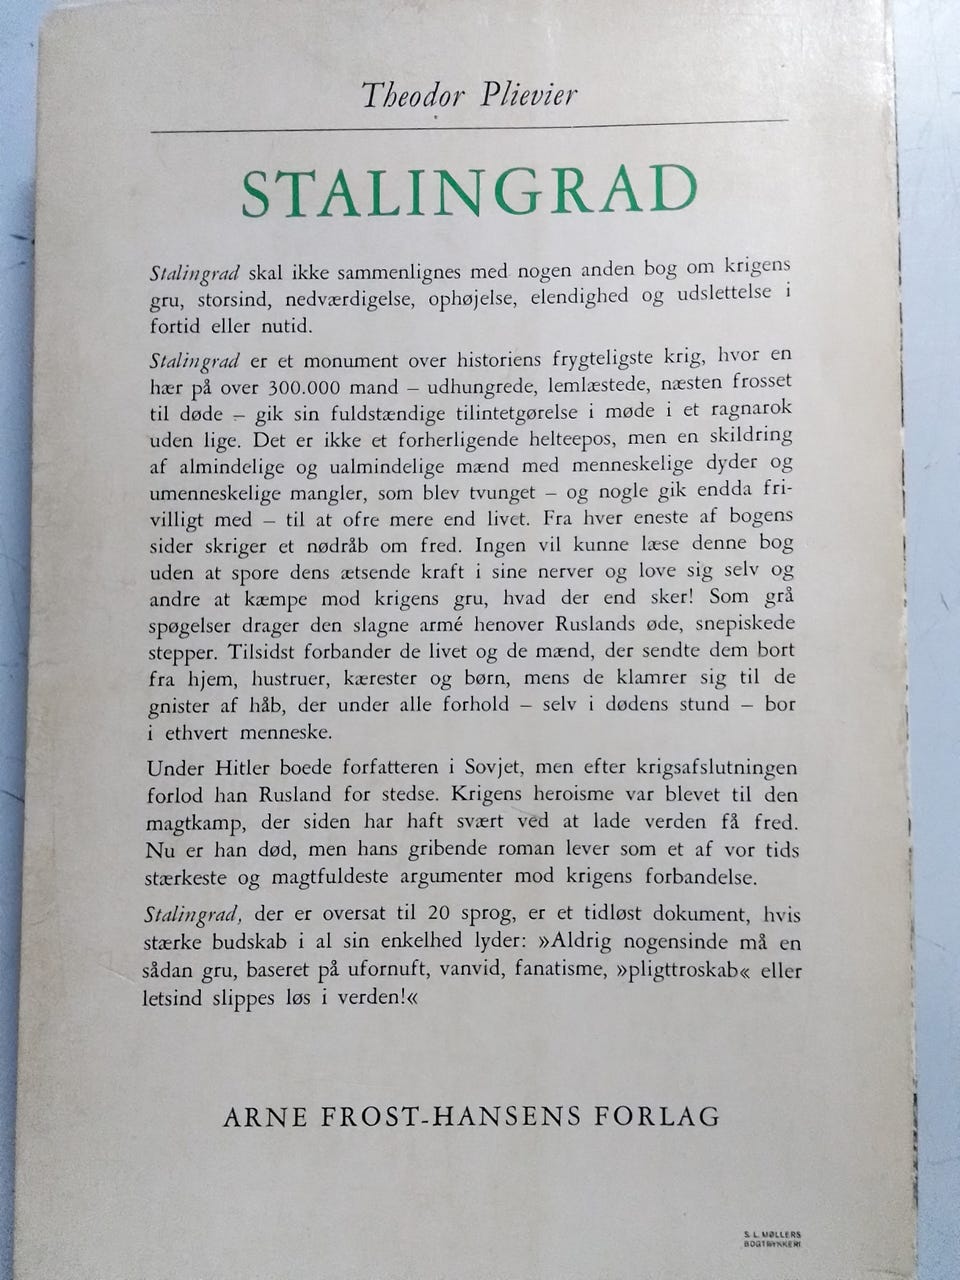 Theodor Plievier
STALINGRAD
Stalingrad skal ikke sammenlignes med nogen anden bog om krigens
gru, storsind, nedværdigelse, ophøjelse, elendighed og udslettelse i
fortid eller nutid.
Stalingrad er et monument over historiens frygteligste krig, hvor en
hær på over 300.000 mand – udhungrede, lemlæstede, næsten frosset
til døde – gik sin fuldstændige tilintetgørelse i møde i et ragnarok
uden lige. Det er ikke et forherligende helteepos, men en skildring
af almindelige og ualmindelige mænd med menneskelige dyder og
umenneskelige mangler, som blev tvunget – og nogle gik endda fri-
villigt med – til at ofre mere end livet. Fra hver eneste af bogens
sider skriger et nødråb om fred. Ingen vil kunne læse denne bog
uden at spore dens ætsende kraft i sine nerver og love sig selv og
andre at kæmpe mod krigens gru, hvad der end sker! Som grå
spøgelser drager den slagne armé henover Ruslands øde, snepiskede
stepper. Tilsidst forbander de livet og de mænd, der sendte dem bort
fra hjem, hustruer, kærester og børn, mens de klamrer sig til de
gnister af håb, der under alle forhold – selv i dødens stund – bor
i ethvert menneske.
Under Hitler boede forfatteren i Sovjet, men efter krigsafslutningen
forlod han Rusland for stedse. Krigens heroisme var blevet til den
magtkamp, der siden har haft svært ved at lade verden få fred.
Nu er han død, men hans gribende roman lever som et af vor tids
stærkeste og magtfuldeste argumenter mod krigens forbandelse.
Stalingrad, der er oversat til 20 sprog, er et tidløst dokument, hvis
stærke budskab i al sin enkelhed lyder: »Aldrig nogensinde må en
sådan gru, baseret på ufornuft, vanvid, fanatisme, »pligttroskab« eller
letsind slippes løs i verden!«
ARNE FROST-HANSENS FORLAG
S. L. MØLLERS
BOGTRYKKERI